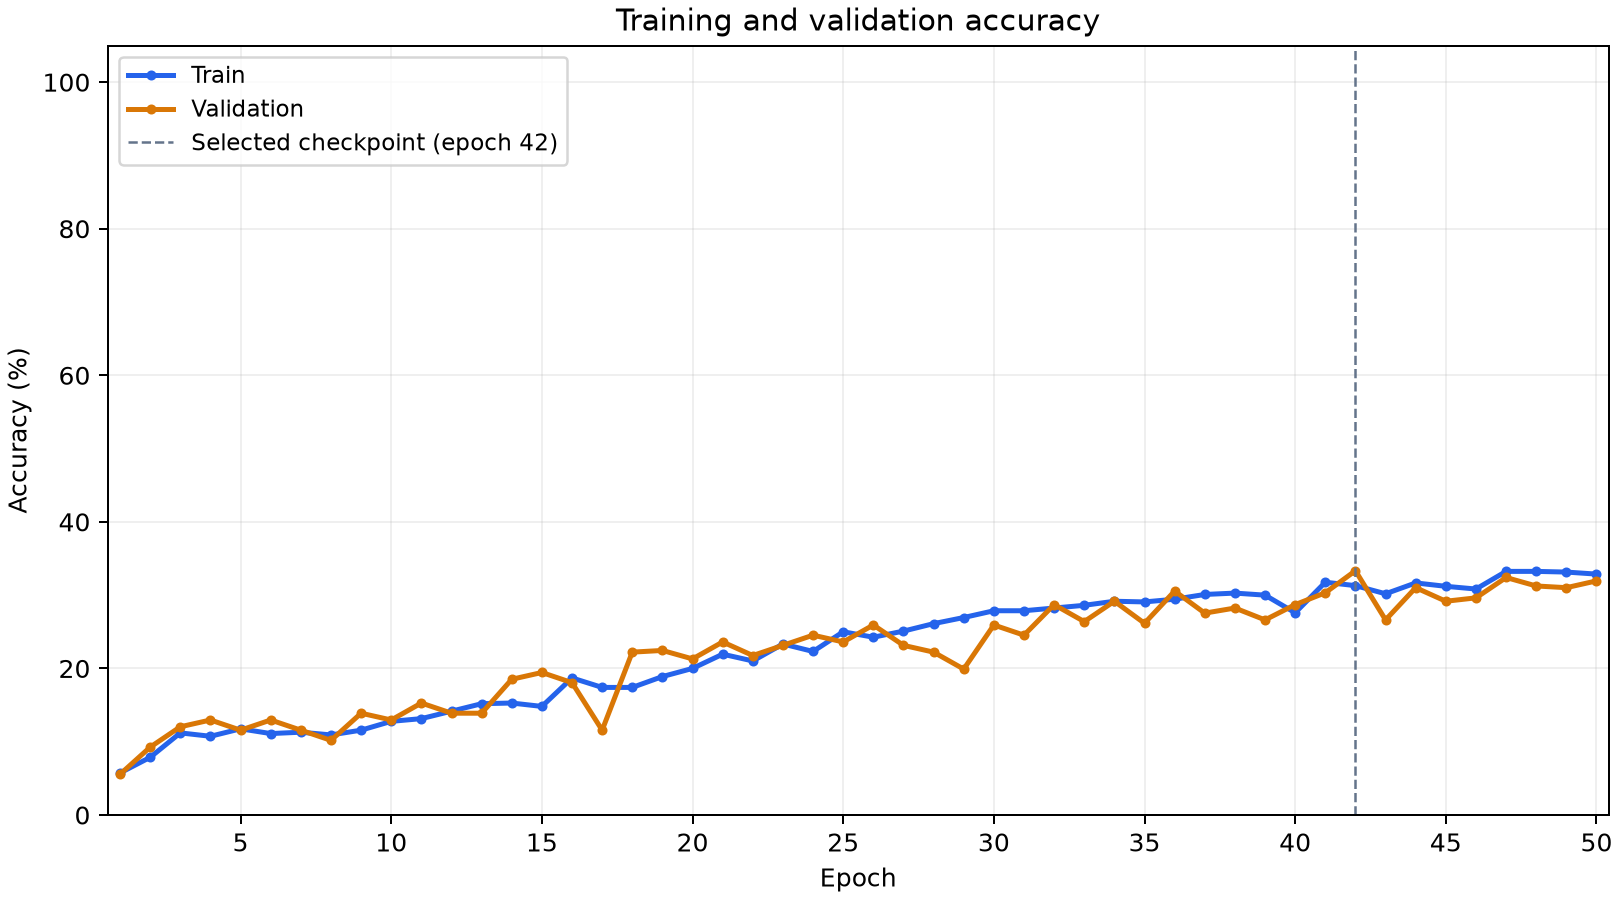 Training and validation accuracy
Train
Validation
Selected checkpoint (epoch 42)
100
80
60
40
20
0
Accuracy (%)
5 10 15 20 25 30 35 40 45 50
Epoch